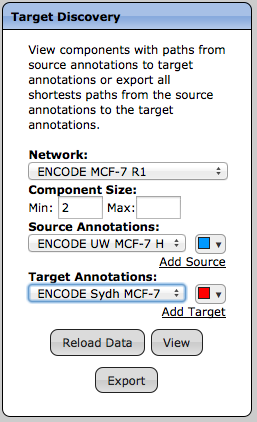 Target Discovery
View components with paths from
source annotations to target
annotations or export all
shortests paths from the source
annotations to the target
annotations.
Network:
ENCODE MCF-7 R1
Component Size:
Min: 2 Max:
Source Annotations:
ENCODE UW MCF-7 H
Add Source
Target Annotations:
ENCODE Sydh MCF-7
Add Target
Reload Data View
Export